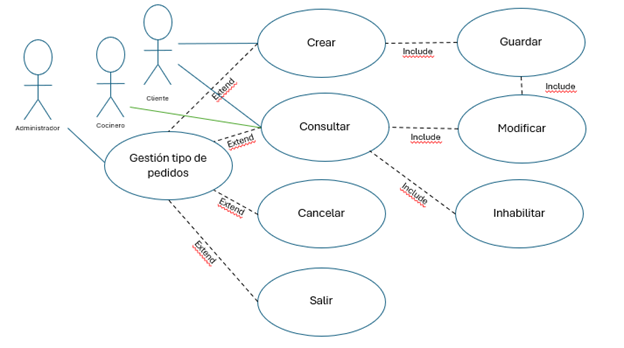 Crear
Include
Guardar
Extend
Include
Cliente
Administrador
Cocinero
Consultar
Include
Modificar
Extend
Gestión tipo de
pedidos
Extend
Cancelar
Include
Inhabilitar
Extend
Salir